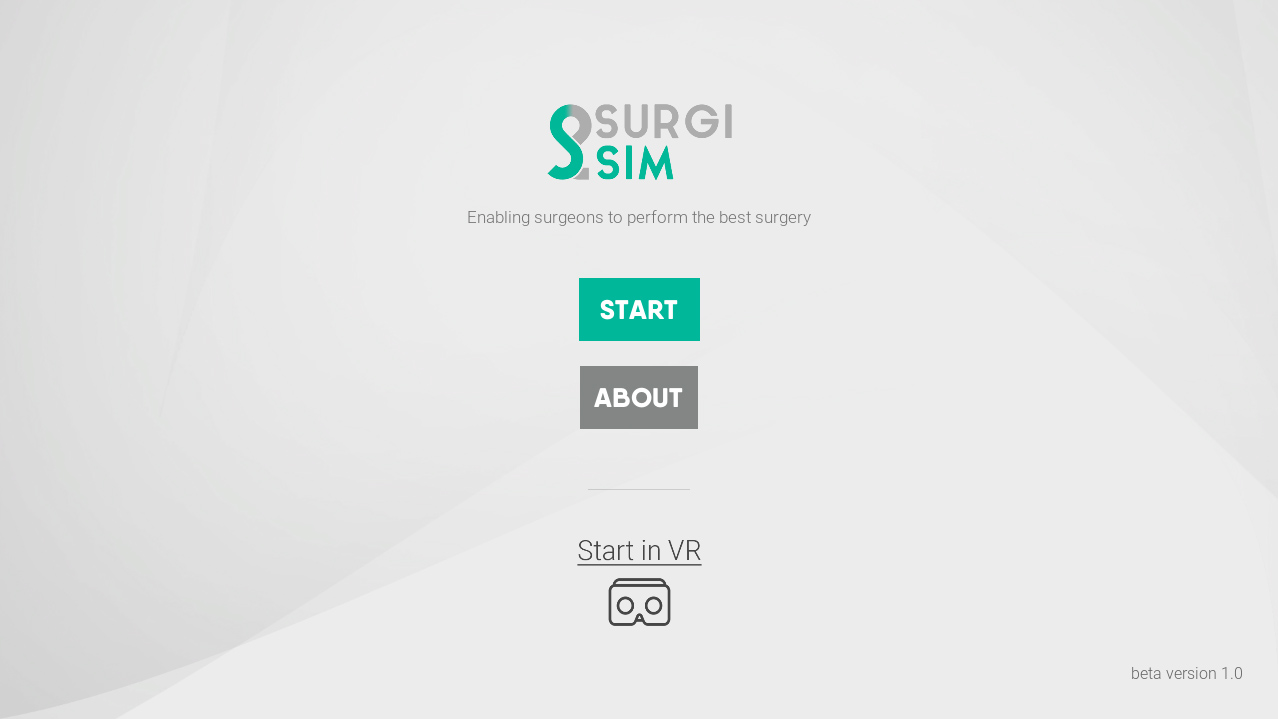 SURGI
SIM
Enabling surgeons to perform the best surgery
START
ABOUT
Start in VR
beta version 1.0